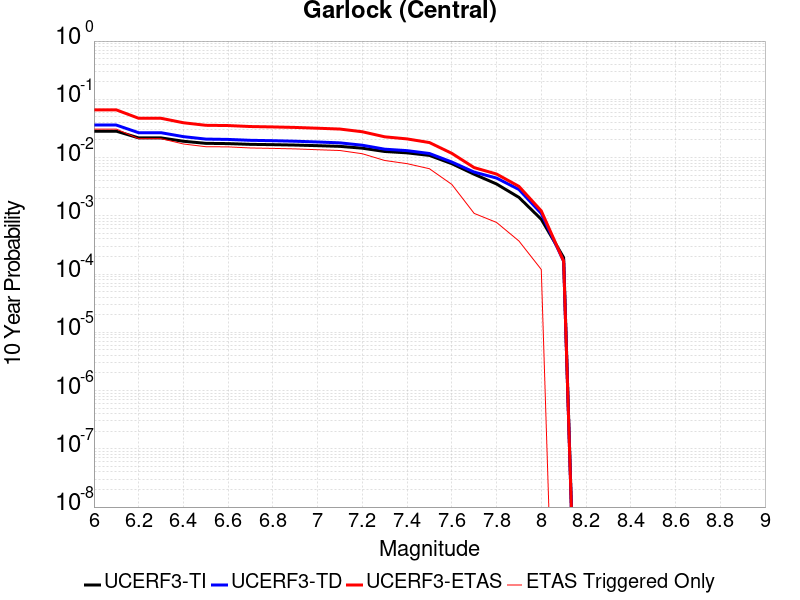 Garlock (Central)
10^0
10^-1
10^-2
10^-3
10^-4
10^-5
10^-6
10^-7
10^-8
10 Year Probability
6 6.2 6.4 6.6 6.8 7 7.2 7.4 7.6 7.8 8 8.2 8.4 8.6 8.8 9
Magnitude
UCERF3-TI UCERF3-TD UCERF3-ETAS ETAS Triggered Only